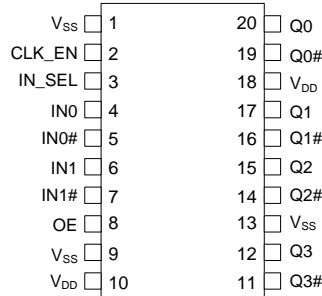 VSS 1 20 Q0
CLK_EN 2 19 Q0#
IN_SEL 3 18 VDD
IN0 4 17 Q1
IN0# 5 16 Q1#
IN1 6 15 Q2
IN1# 7 14 Q2#
OE 8 13 VSS
VSS 9 12 Q3
VDD 10 11 Q3#